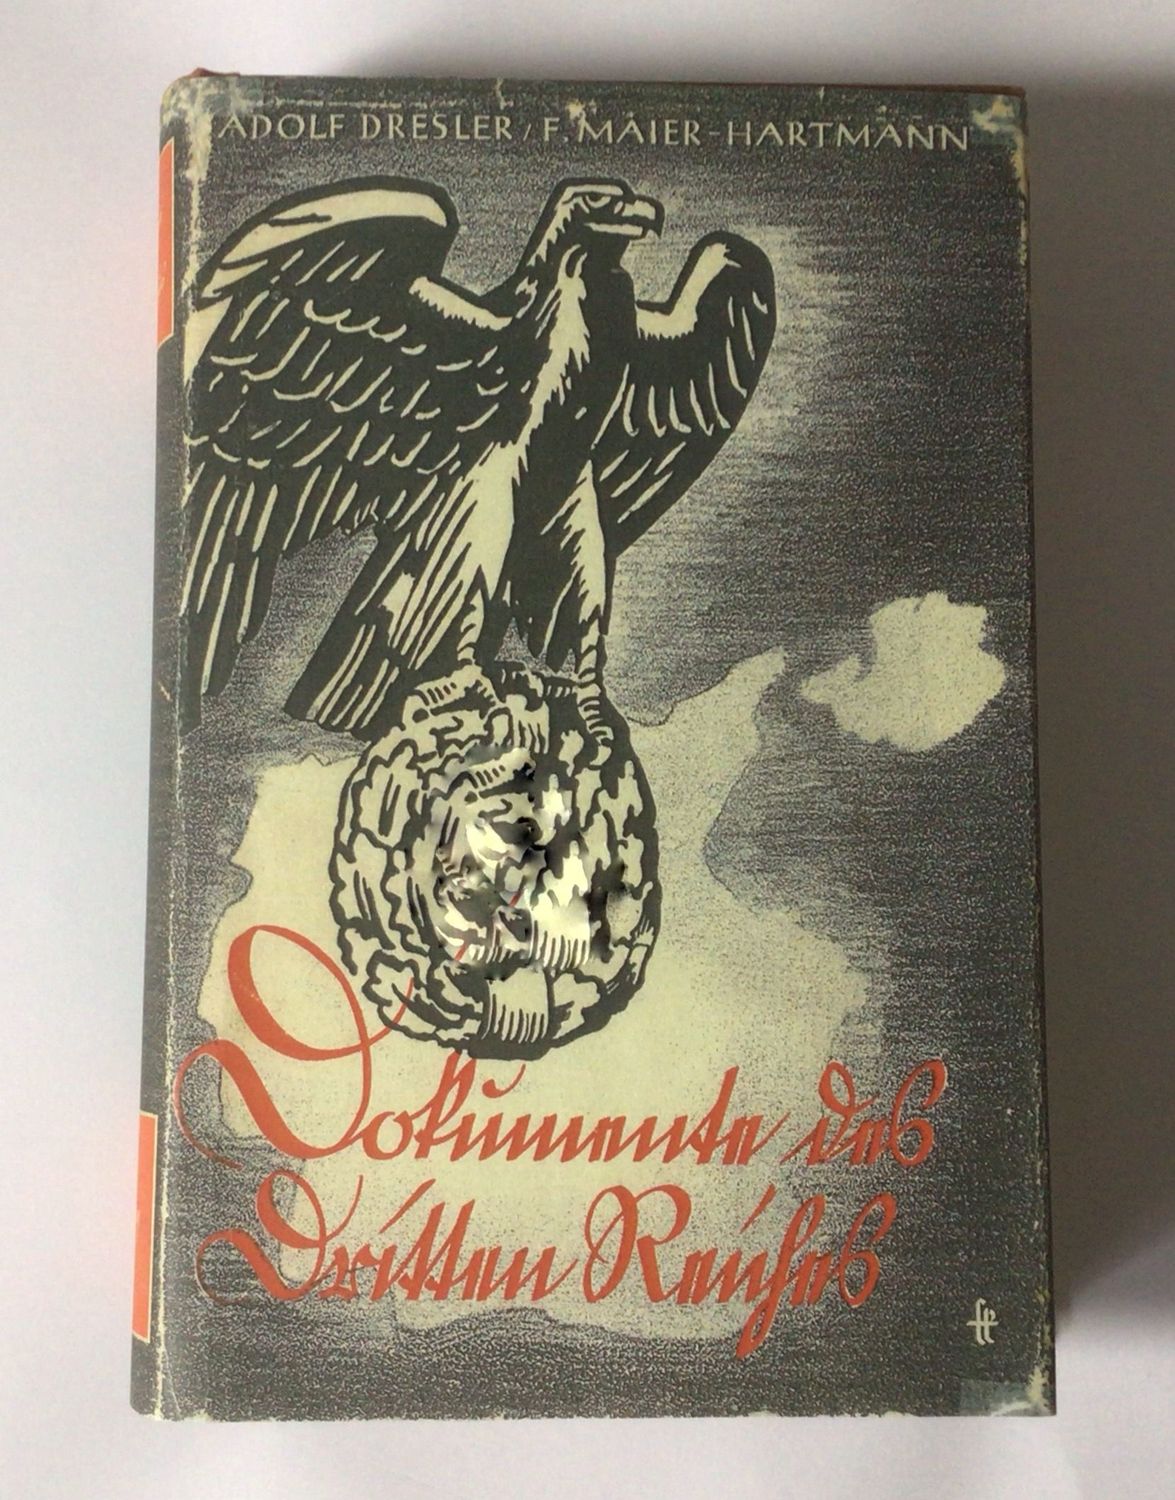 ADOLF DRESLER / F. MAIER-HARTMANN
Dokumente des
Dritten Reiches